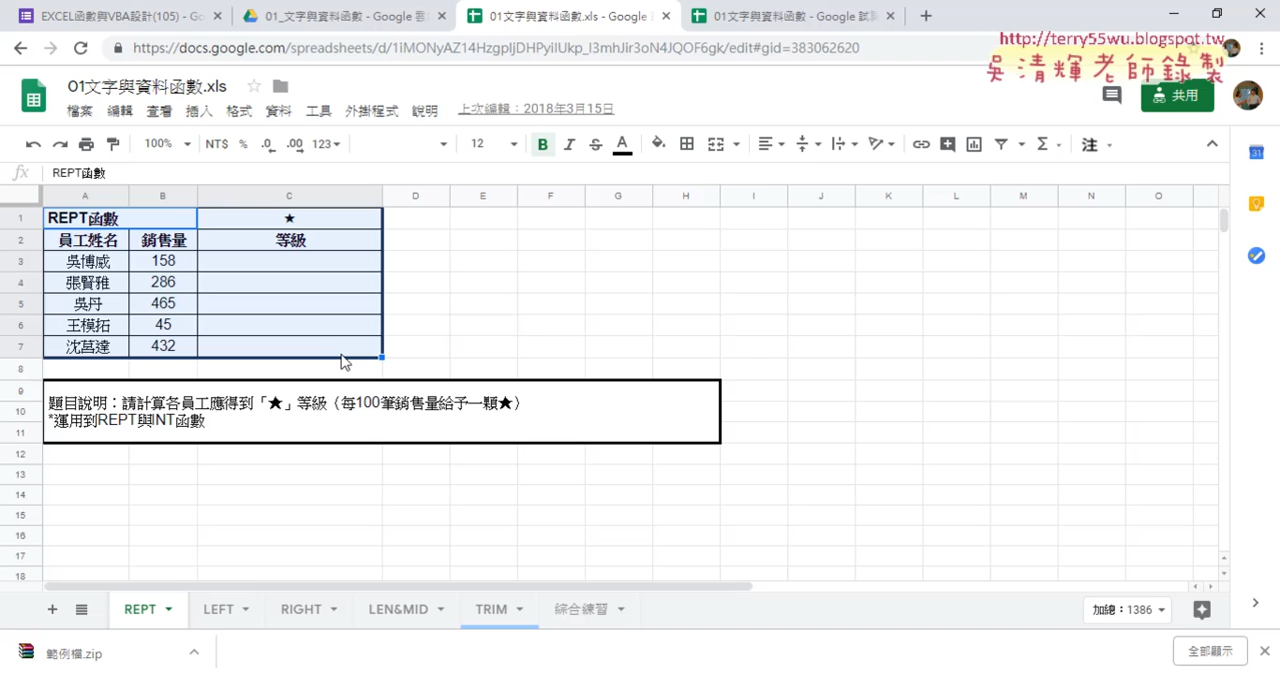 EXCEL函數與VBA設計(105) - Go
01_文字與資料函數 - Google 雲
01文字與資料函數.xls - Google
01文字與資料函數 - Google 試算
https://docs.google.com/spreadsheets/d/1iMONyAZ14HzgpIjDHPyiIUkp_I3mhJir3oN4JQOF6gk/edit#gid=383062620
http://terry55wu.blogspot.tw
吳清輝老師錄製
01文字與資料函數.xls
檔案 編輯 查看 插入 格式 資料 工具 外掛程式 說明 上次編輯：2018年3月15日
共用
100% NT$ % .0 .00 123 12 B I S A Σ 注
fx REPT函數
A B C D E F G H I J K L M N O
1 REPT函數 ★
2 員工姓名 銷售量 等級
3 吳博威 158
4 張賢雅 286
5 吳丹 465
6 王模拓 45
7 沈莒達 432
8
9
10
11
題目說明：請計算各員工應得到「★」等級（每100筆銷售量給予一顆★）
*運用到REPT與INT函數
12
13
14
15
16
17
18
REPT LEFT RIGHT LEN&MID TRIM 綜合練習
加總：1386
範例檔.zip
全部顯示
31